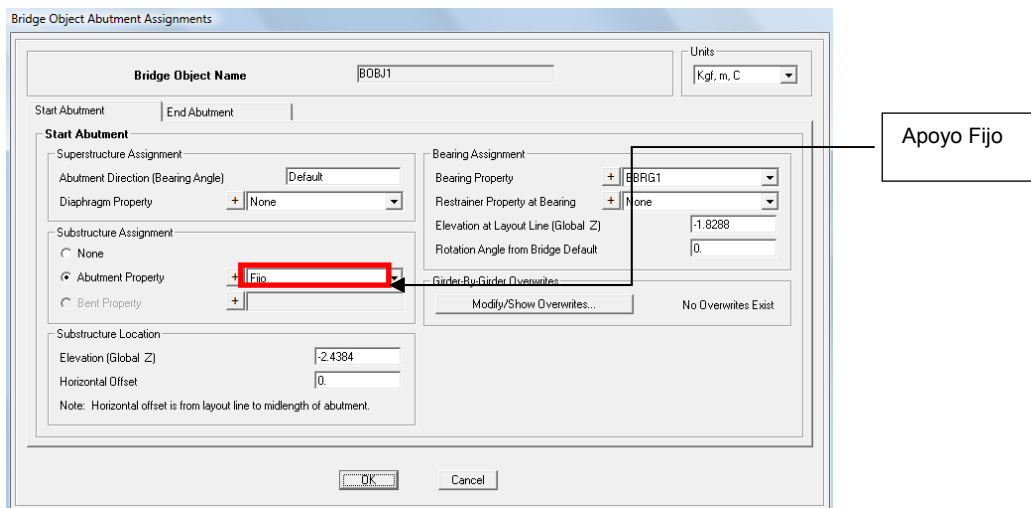 Bridge Object Abutment Assignments
Units
Bridge Object Name
BOBJ1
Kgf, m, C
Start Abutment
End Abutment
Start Abutment
Superstructure Assignment
Abutment Direction (Bearing Angle)
Default
Diaphragm Property
+
None
Substructure Assignment
None
Abutment Property
+
Fijo
Bent Property
+
Substructure Location
Elevation (Global Z)
-2.4384
Horizontal Offset
0.
Note: Horizontal offset is from layout line to midlength of abutment.
Bearing Assignment
Bearing Property
+
BBRG1
Restrainer Property at Bearing
+
None
Elevation at Layout Line (Global Z)
-1.8288
Rotation Angle from Bridge Default
0.
Girder-By-Girder Overwrites
Modify/Show Overwrites...
No Overwrites Exist
OK
Cancel
Apoyo Fijo